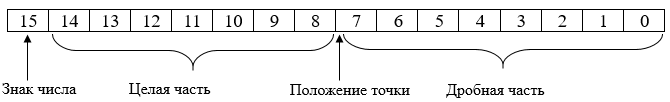 15 14 13 12 11 10 9 8 7 6 5 4 3 2 1 0
Знак числа Целая часть Положение точки Дробная часть